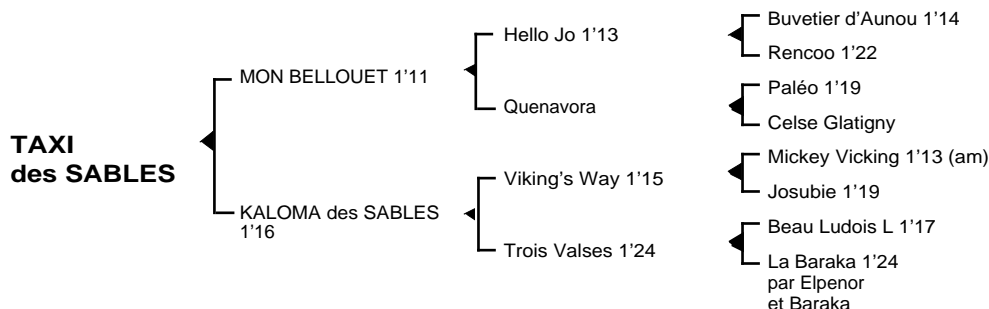 TAXI
des SABLES
MON BELLOUET 1'11
KALOMA des SABLES
1'16
Hello Jo 1'13
Quenavora
Viking's Way 1'15
Trois Valses 1'24
Buvetier d'Aunou 1'14
Rencoo 1'22
Paléo 1'19
Celse Glatigny
Mickey Vicking 1'13 (am)
Josubie 1'19
Beau Ludois L 1'17
La Baraka 1'24
par Elpenor
et Baraka